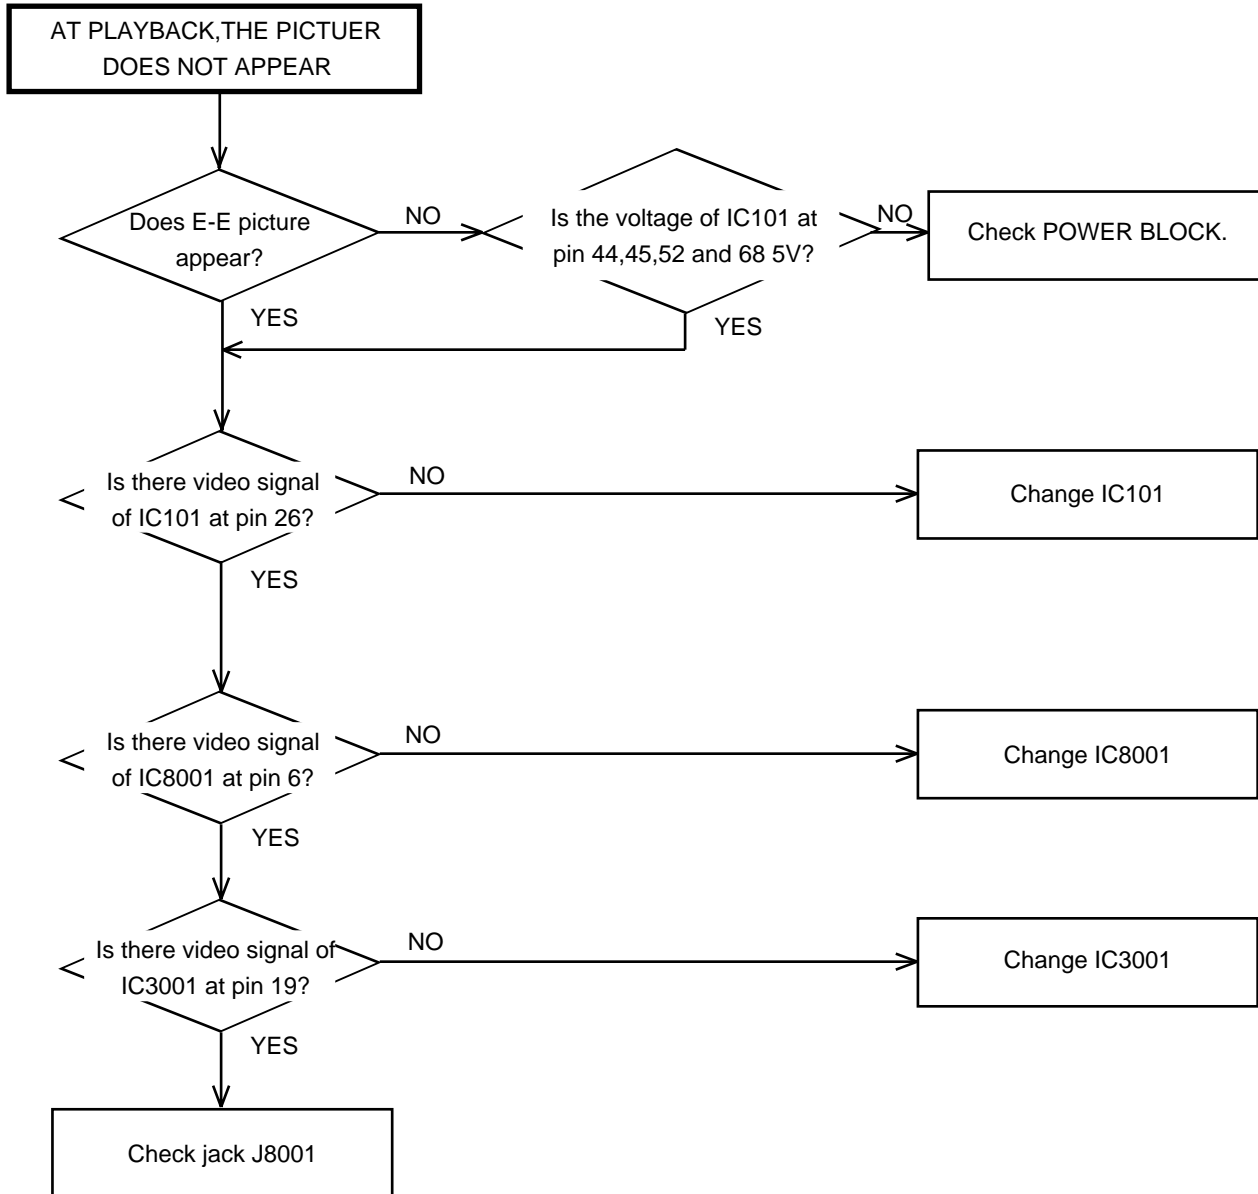 AT PLAYBACK,THE PICTUER
DOES NOT APPEAR
Does E-E picture
appear?
NO
Is the voltage of IC101 at
pin 44,45,52 and 68 5V?
NO
Check POWER BLOCK.
YES
YES
Is there video signal
of IC101 at pin 26?
NO
Change IC101
YES
Is there video signal
of IC8001 at pin 6?
NO
Change IC8001
YES
Is there video signal of
IC3001 at pin 19?
NO
Change IC3001
YES
Check jack J8001